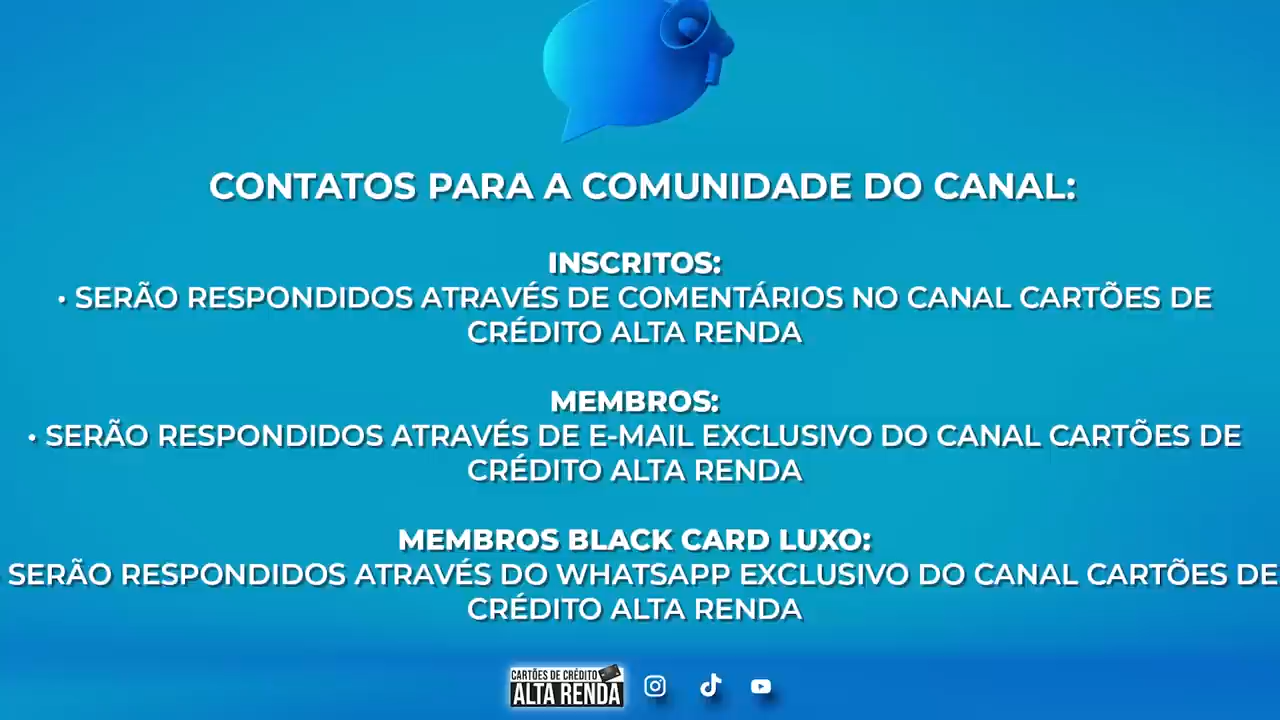 CONTATOS PARA A COMUNIDADE DO CANAL:
INSCRITOS:
• SERÃO RESPONDIDOS ATRAVÉS DE COMENTÁRIOS NO CANAL CARTÕES DE
CRÉDITO ALTA RENDA
MEMBROS:
• SERÃO RESPONDIDOS ATRAVÉS DE E-MAIL EXCLUSIVO DO CANAL CARTÕES DE
CRÉDITO ALTA RENDA
MEMBROS BLACK CARD LUXO:
SERÃO RESPONDIDOS ATRAVÉS DO WHATSAPP EXCLUSIVO DO CANAL CARTÕES DE
CRÉDITO ALTA RENDA
CARTÕES DE CRÉDITO
ALTA RENDA